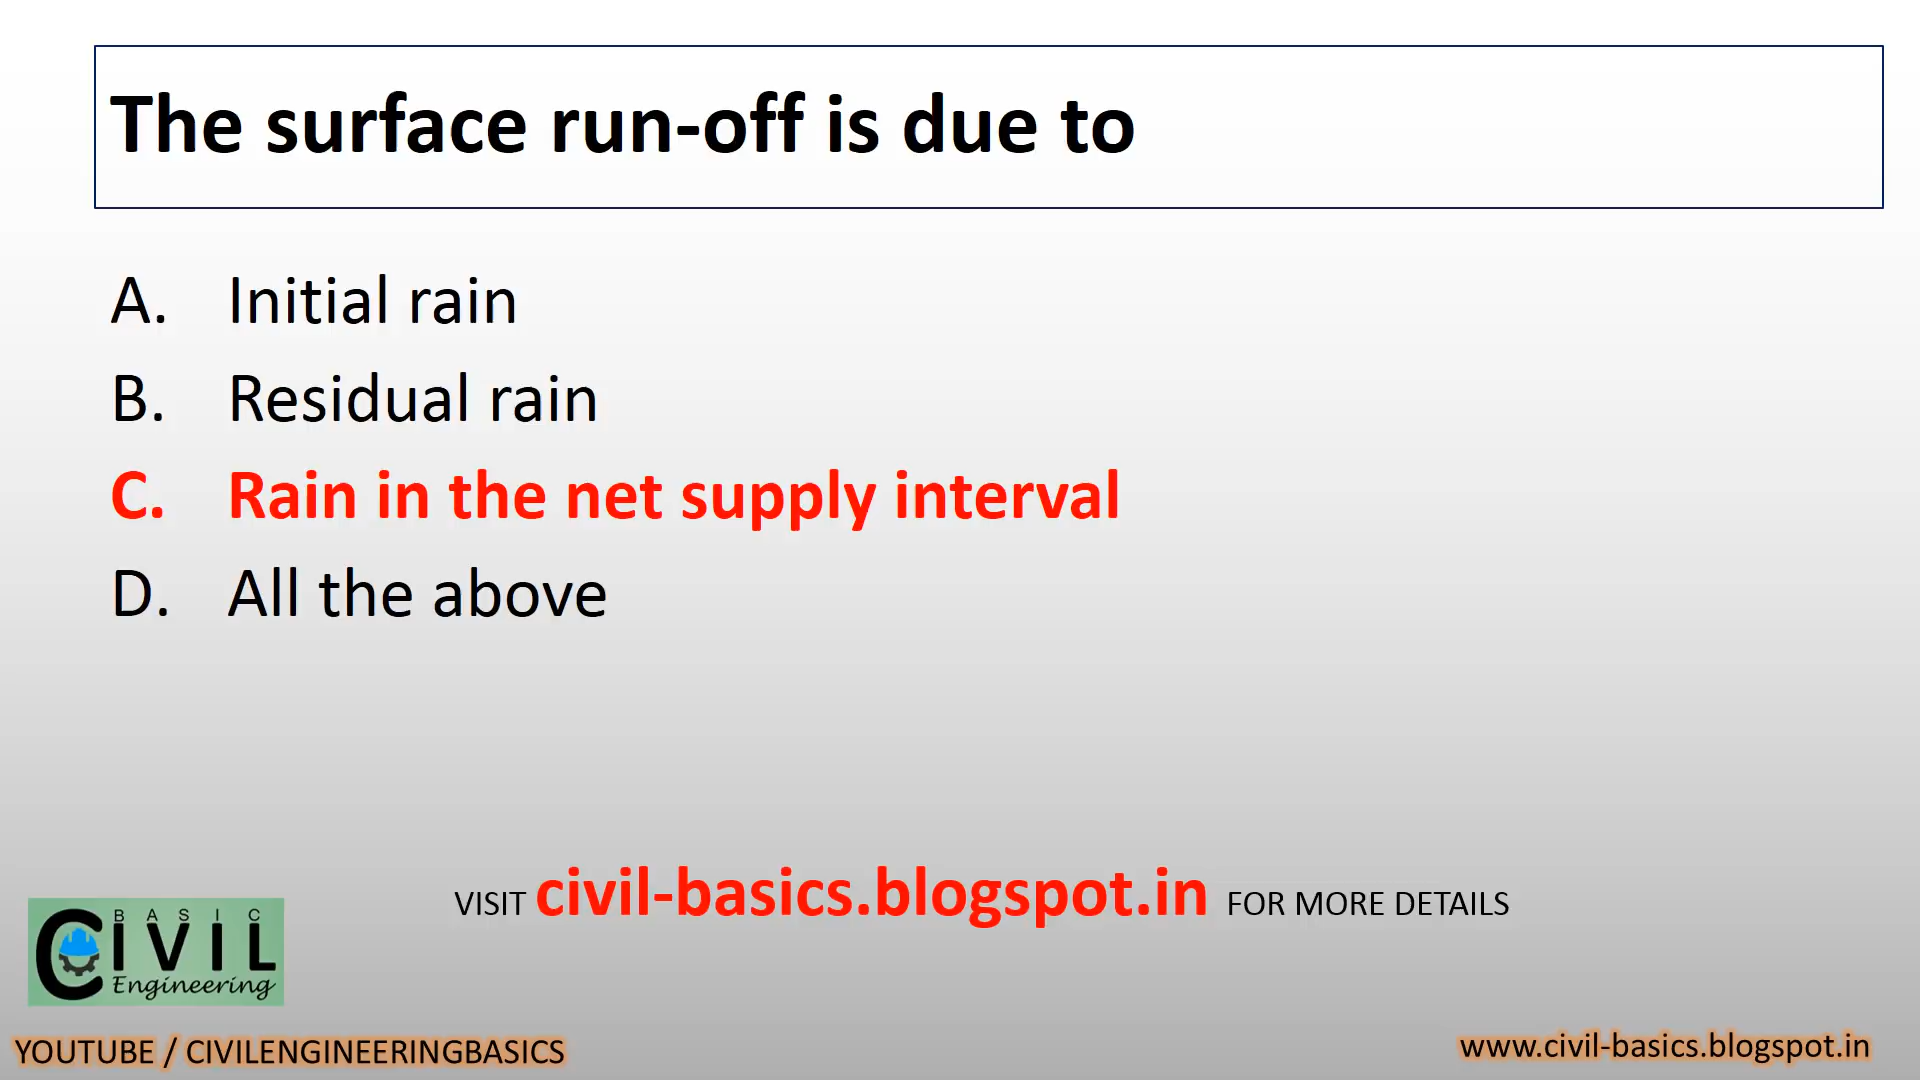 The surface run-off is due to
A. Initial rain
B. Residual rain
C. Rain in the net supply interval
D. All the above
VISIT civil-basics.blogspot.in FOR MORE DETAILS
BASIC
CIVIL
Engineering
YOUTUBE / CIVILENGINEERINGBASICS
www.civil-basics.blogspot.in